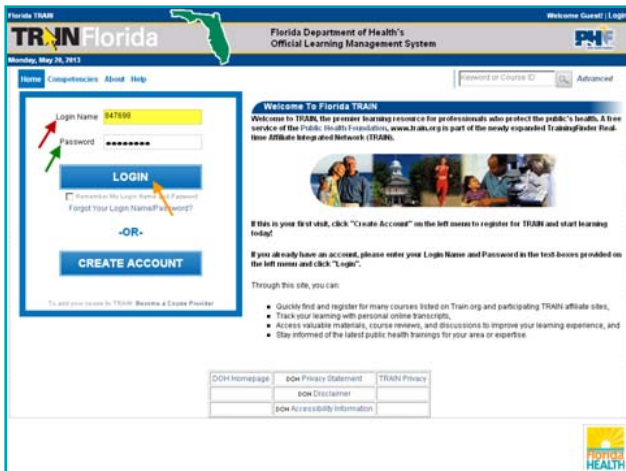 Florida TRAIN
Welcome Guest! | Login
TRAIN Florida
Florida Department of Health's
Official Learning Management System
PHF
Monday, May 20, 2013
Home Competencies About Help
Keyword or Course ID
Advanced
Login Name 847699
Password
LOGIN
Remember My Login Name and Password
Forgot Your Login Name/Password?
-OR-
CREATE ACCOUNT
To add your courses to TRAIN: Become a Course Provider
Welcome To Florida TRAIN
Welcome to TRAIN, the premier learning resource for professionals who protect the public's health. A free
service of the Public Health Foundation, www.train.org is part of the newly expanded TrainingFinder Real-
time Affiliate Integrated Network (TRAIN).
If this is your first visit, click "Create Account" on the left menu to register for TRAIN and start learning
today!
If you already have an account, please enter your Login Name and Password in the text-boxes provided on
the left menu and click "Login".
Through this site, you can:
Quickly find and register for many courses listed on Train.org and participating TRAIN affiliate sites,
Track your learning with personal online transcripts,
Access valuable materials, course reviews, and discussions to improve your learning experience, and
Stay informed of the latest public health trainings for your area or expertise.
DOH Homepage DOH Privacy Statement TRAIN Privacy
DOH Disclaimer
DOH Accessibility Information
Florida
HEALTH